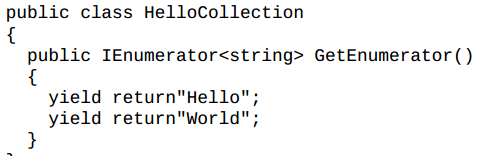 public class HelloCollection
{
  public IEnumerator<string> GetEnumerator()
  {
    yield return"Hello";
    yield return"World";
  }